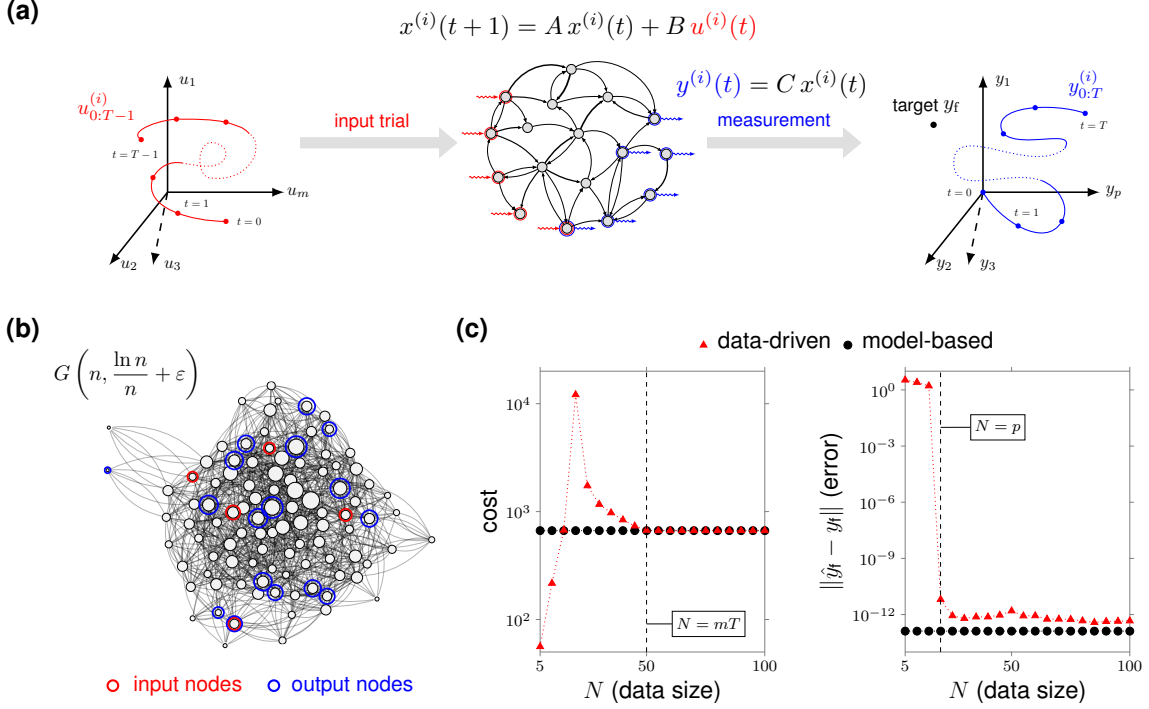 (a)
x^{(i)}(t+1) = A x^{(i)}(t) + B u^{(i)}(t)
u_1
u^{(i)}_{0:T−1}
t=T−1
t=1
t=0
u_m
u_2
u_3
input trial
y^{(i)}(t) = C x^{(i)}(t)
measurement
y_1
y^{(i)}_{0:T}
target y_f
t=T
t=0
t=1
y_p
y_2
y_3
(b)
G(n, \frac{\ln n}{n} + ε)
input nodes
output nodes
(c)
data-driven
model-based
cost
10^4
10^3
10^2
N = mT
5
50
100
N (data size)
||ŷ_f − y_f|| (error)
10^0
10^{−3}
10^{−6}
10^{−9}
10^{−12}
N = p
5
50
100
N (data size)